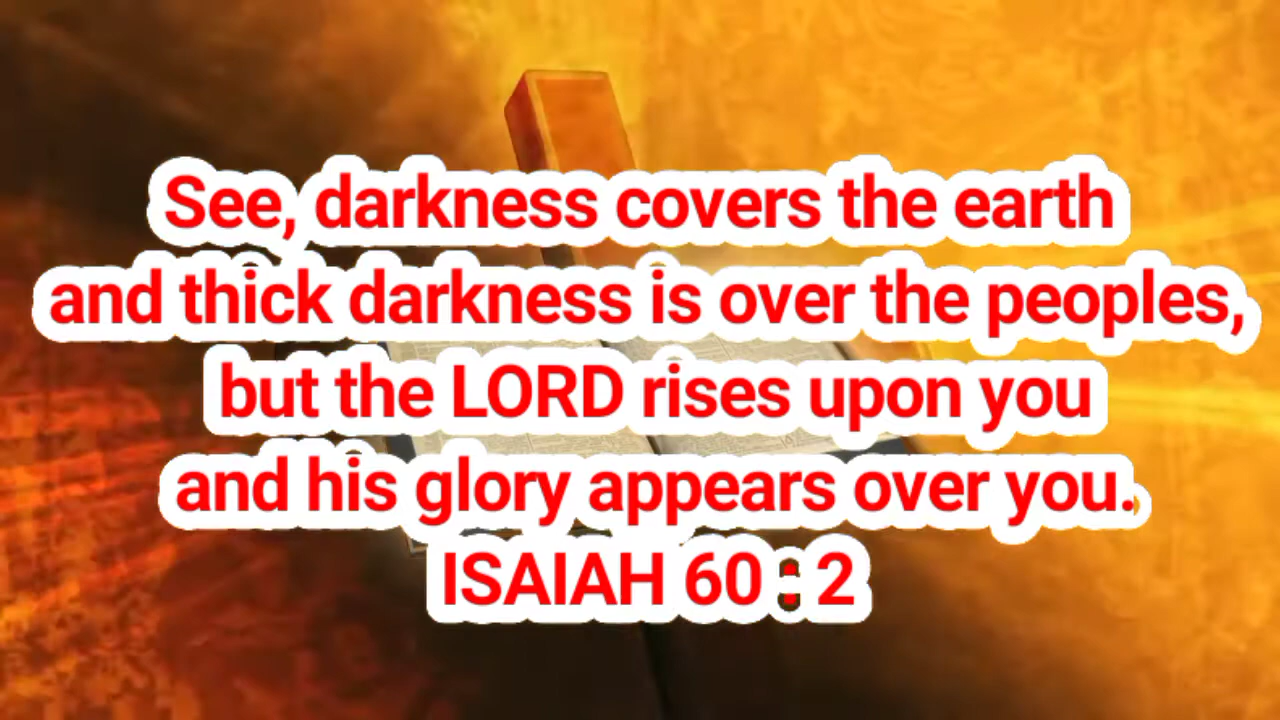 See, darkness covers the earth
and thick darkness is over the peoples,
but the LORD rises upon you
and his glory appears over you.
ISAIAH 60 : 2